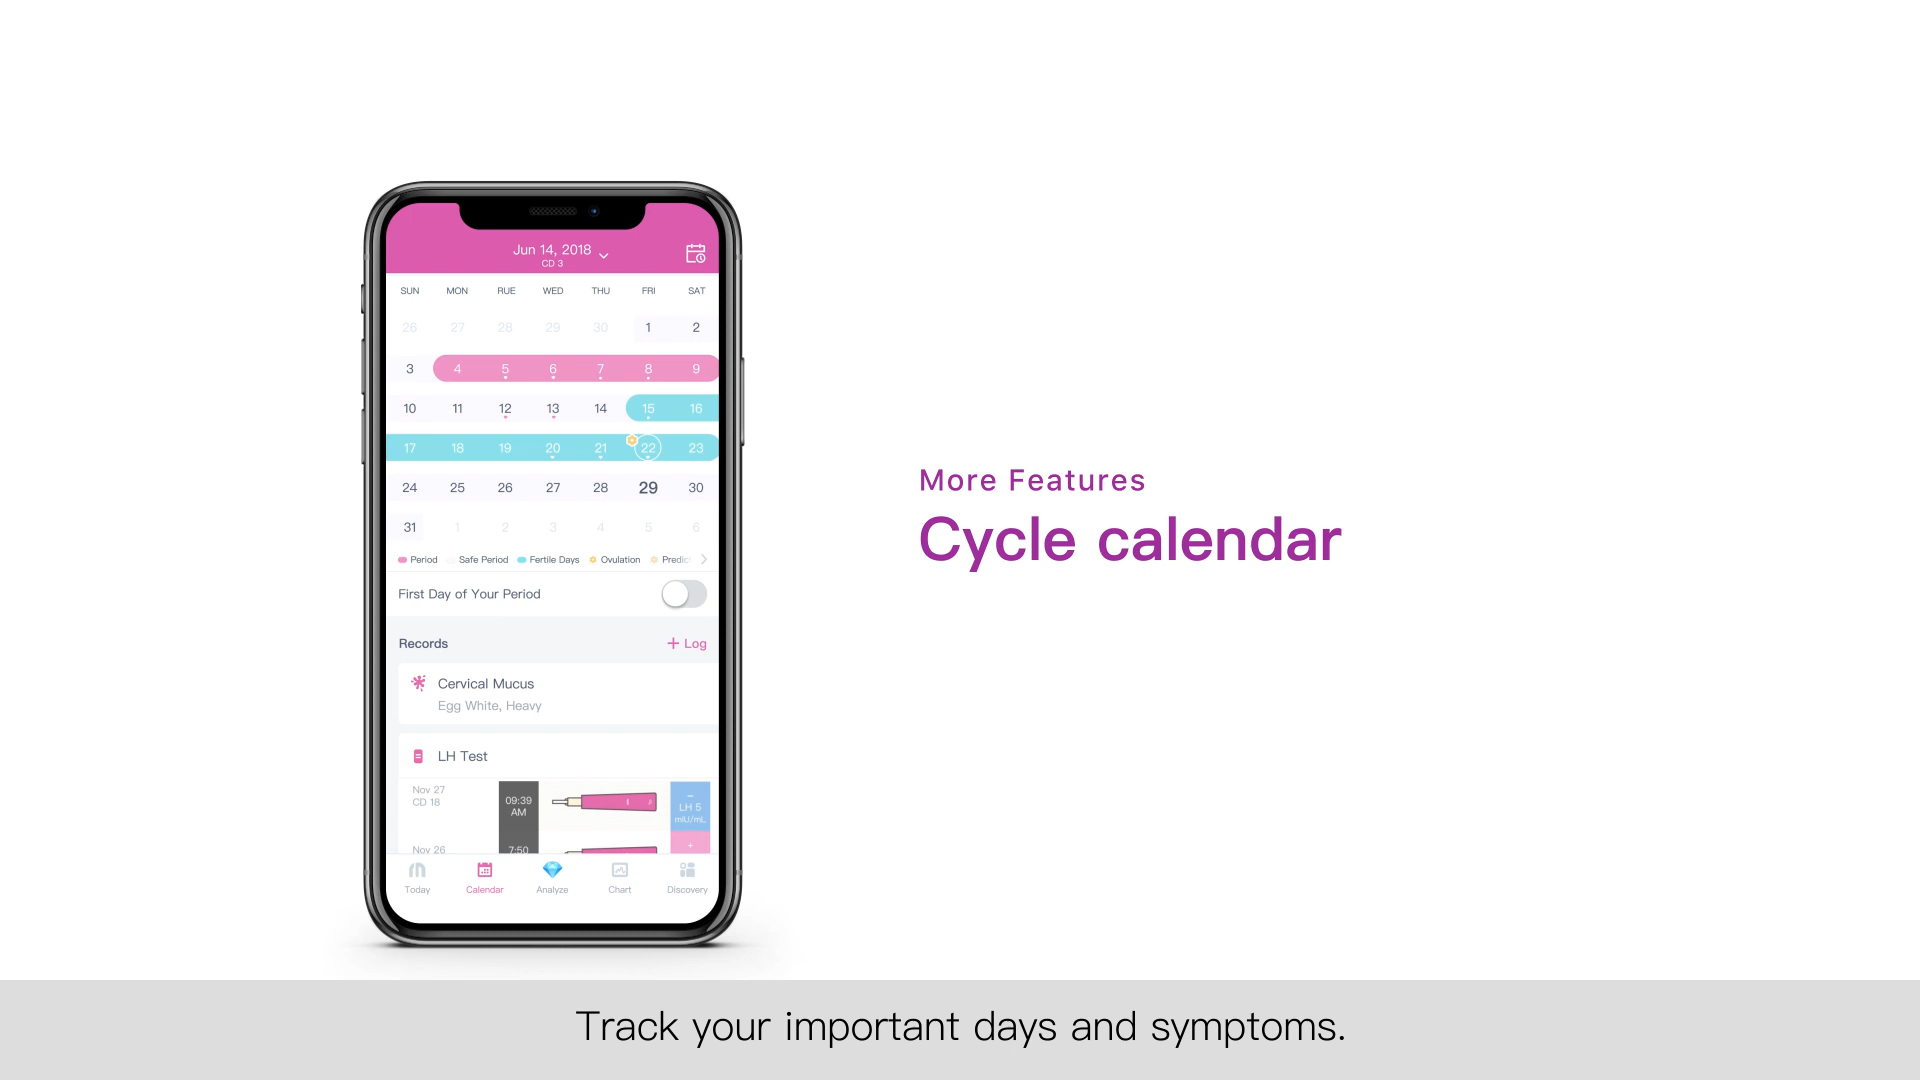 Jun 14, 2018
CD 3
SUN MON RUE WED THU FRI SAT
26 27 28 29 30 1 2
3 4 5 6 7 8 9
10 11 12 13 14 15 16
17 18 19 20 21 22 23
24 25 26 27 28 29 30
31 1 2 3 4 5 6
Period Safe Period Fertile Days Ovulation Predic
First Day of Your Period
Records + Log
Cervical Mucus
Egg White, Heavy
LH Test
Nov 27
CD 18
09:39
AM
LH 5
mIU/mL
Nov 26
7:50
Today Calendar Analyze Chart Discovery
More Features
Cycle calendar
Track your important days and symptoms.